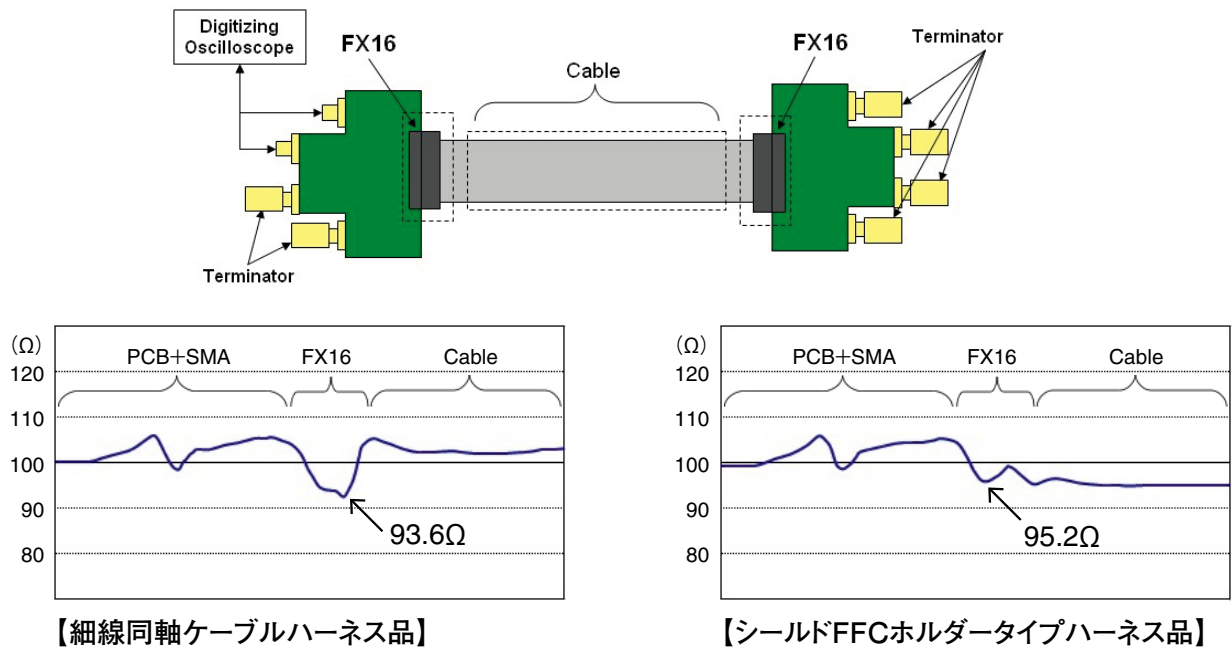 Digitizing
Oscilloscope
FX16
Cable
FX16
Terminator
Terminator
(Ω)
120
110
100
90
80
PCB+SMA
FX16
Cable
93.6Ω
【細線同軸ケーブルハーネス品】
(Ω)
120
110
100
90
80
PCB+SMA
FX16
Cable
95.2Ω
【シールドFFCホルダータイプハーネス品】